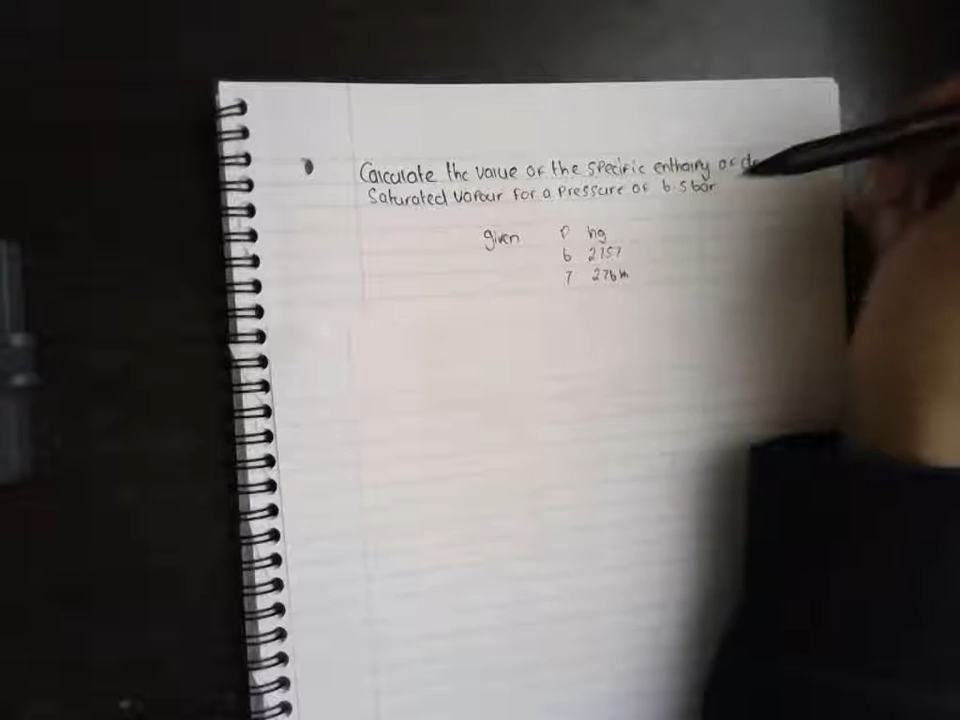 Calculate the value of the specific enthalpy of
Saturated vapour for a pressure of 6.5 bar
given P hg
6 2757
7 2764